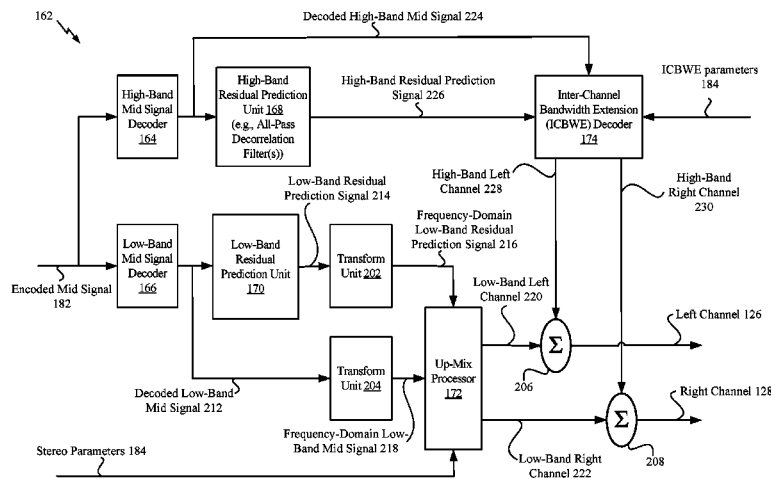 162
Decoded High-Band Mid Signal 224
High-Band
Mid Signal
Decoder
164
High-Band
Residual Prediction
Unit 168
(e.g., All-Pass
Decorrelation
Filter(s))
High-Band Residual Prediction
Signal 226
Inter-Channel
Bandwidth Extension
(ICBWE) Decoder
174
ICBWE parameters
184
High-Band Left
Channel 228
High-Band
Right Channel
230
Low-Band Residual
Prediction Signal 214
Frequency-Domain
Low-Band Residual
Prediction Signal 216
Encoded Mid Signal
182
Low-Band
Mid Signal
Decoder
166
Low-Band
Residual
Prediction Unit
170
Transform
Unit 202
Low-Band Left
Channel 220
Left Channel 126
Σ
206
Up-Mix
Processor
172
Transform
Unit 204
Decoded Low-Band
Mid Signal 212
Frequency-Domain Low-
Band Mid Signal 218
Right Channel 128
Σ
208
Low-Band Right
Channel 222
Stereo Parameters 184